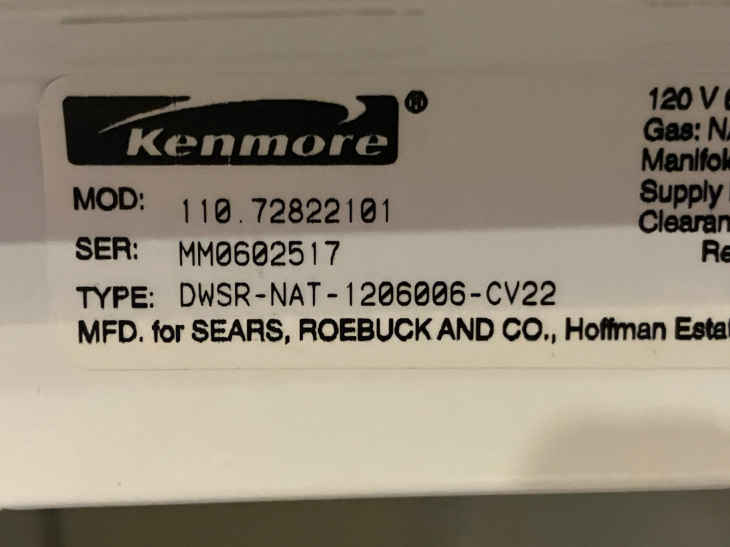 Kenmore®
MOD: 110.72822101
SER: MM0602517
TYPE: DWSR-NAT-1206006-CV22
MFD. for SEARS, ROEBUCK AND CO., Hoffman
120 V
Gas:
Supply